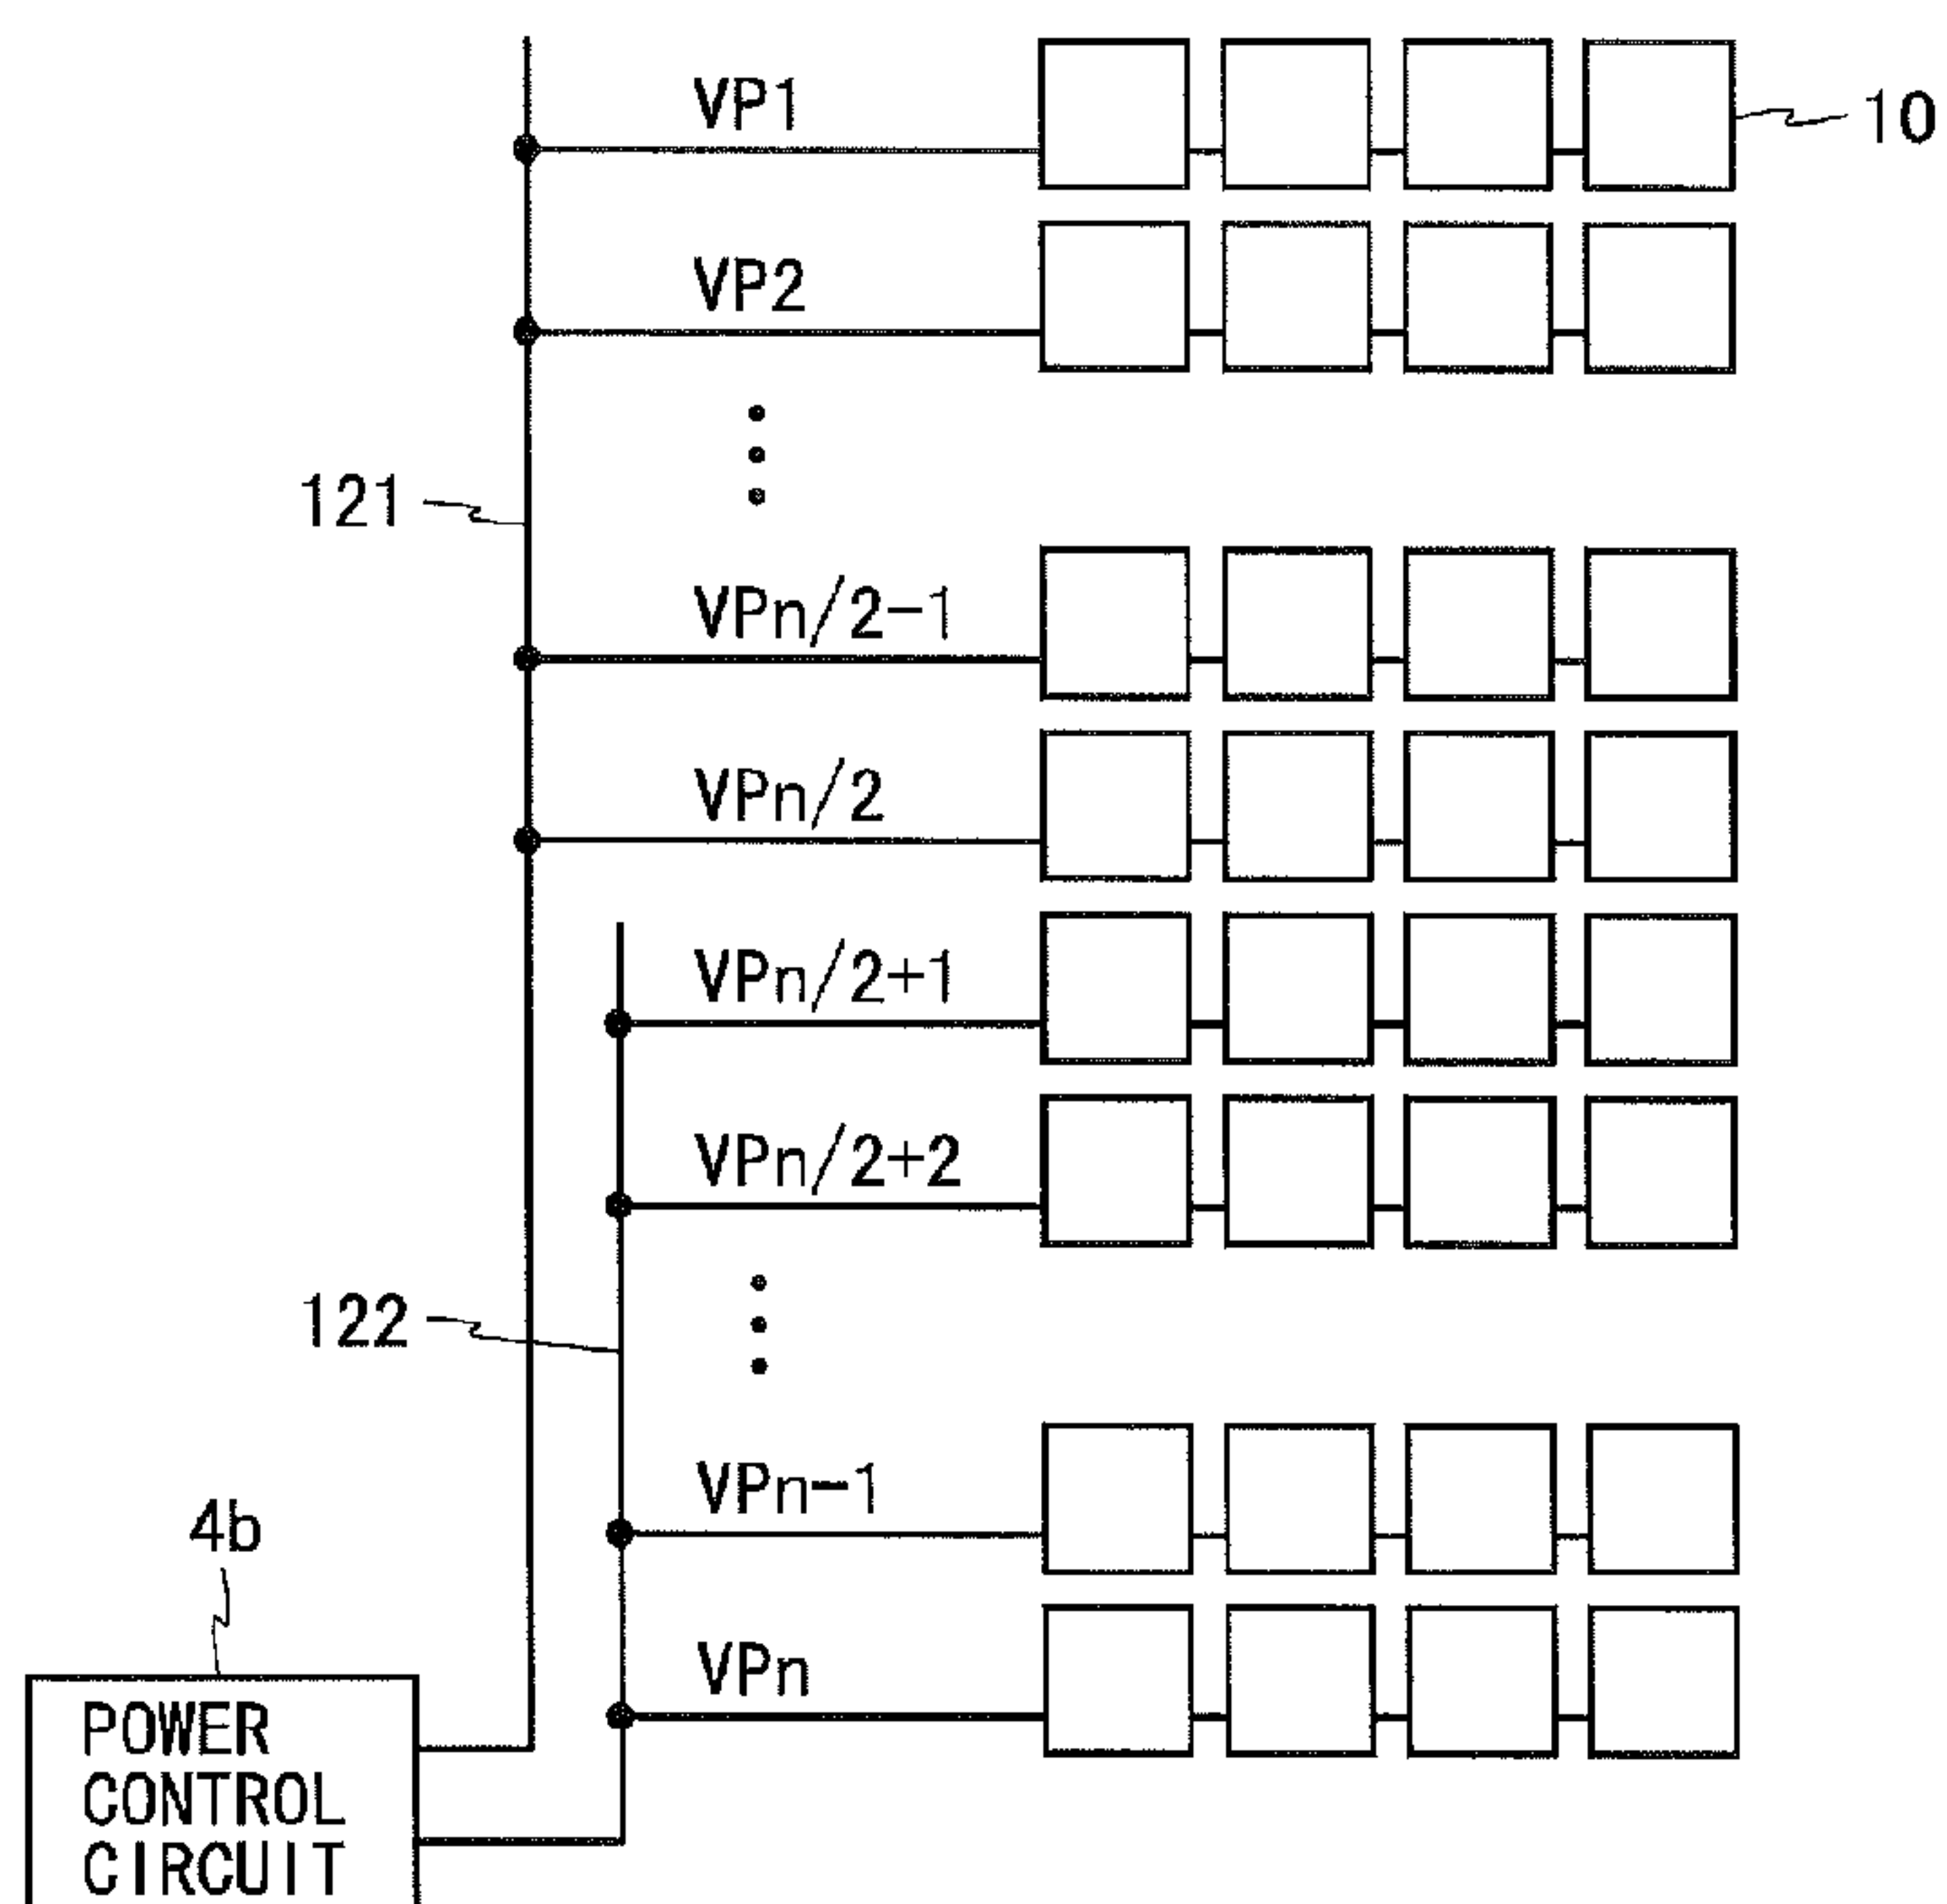 VP1
10
VP2
121
VPn/2-1
VPn/2
VPn/2+1
VPn/2+2
122
VPn-1
4b
VPn
POWER
CONTROL
CIRCUIT